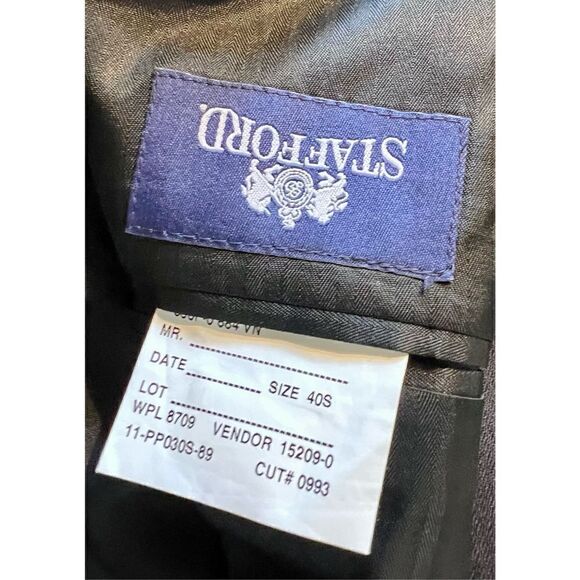 STAFFORD.
MR.
DATE SIZE 40S
LOT
WPL 8709 VENDOR 15209-0
11-PP030S-89 CUT# 0993